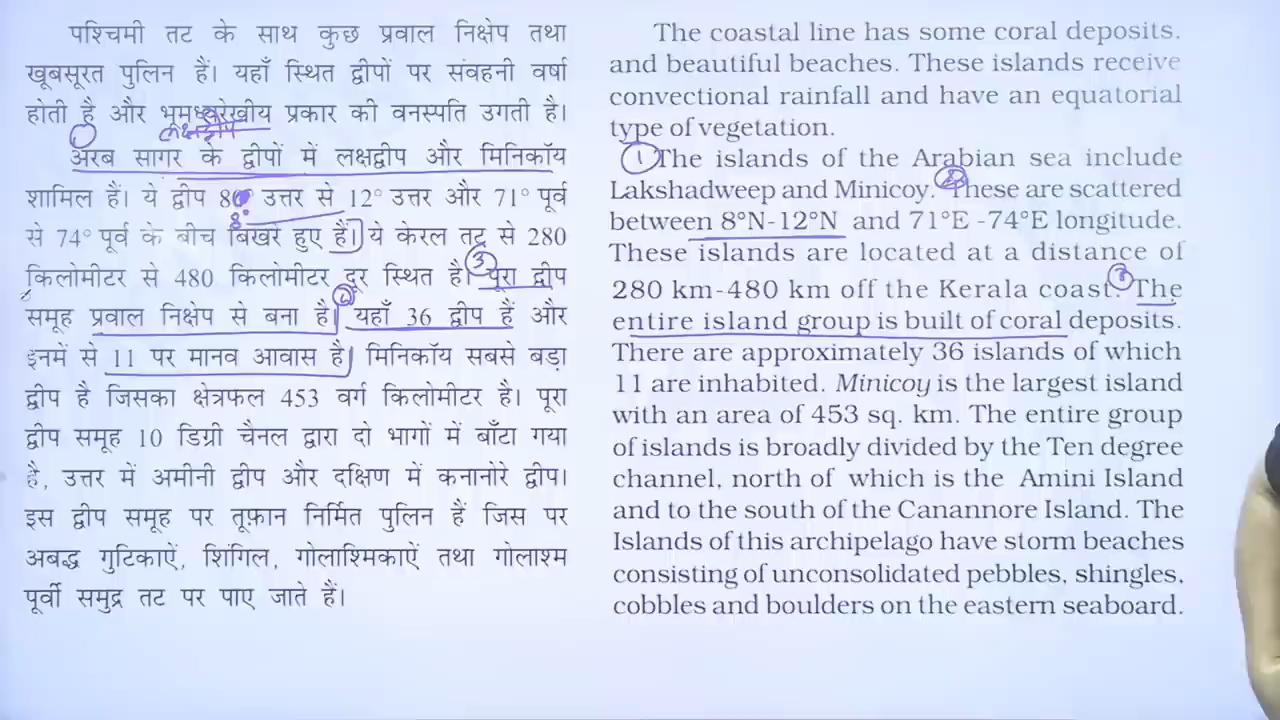 पश्चिमी तट के साथ कुछ प्रवाल निक्षेप तथा
खूबसूरत पुलिन हैं। यहाँ स्थित द्वीपों पर संवहनी वर्षा
होती है और भूमध्यरेखीय प्रकार की वनस्पति उगती है।
1 लक्षद्वीप
अरब सागर के द्वीपों में लक्षद्वीप और मिनिकॉय
शामिल हैं। ये द्वीप 80° उत्तर से 12° उत्तर और 71° पूर्व
8°
से 74° पूर्व के बीच बिखरे हुए हैं। ये केरल तट से 280
किलोमीटर से 480 किलोमीटर दूर स्थित है। 3 पूरा द्वीप
समूह प्रवाल निक्षेप से बना है। यहाँ 36 द्वीप हैं और
इनमें से 11 पर मानव आवास है। मिनिकॉय सबसे बड़ा
द्वीप है जिसका क्षेत्रफल 453 वर्ग किलोमीटर है। पूरा
द्वीप समूह 10 डिग्री चैनल द्वारा दो भागों में बाँटा गया
है, उत्तर में अमीनी द्वीप और दक्षिण में कनानोरे द्वीप।
इस द्वीप समूह पर तूफ़ान निर्मित पुलिन हैं जिस पर
अबद्ध गुटिकाऐं, शिंगिल, गोलाश्मिकाऐं तथा गोलाश्म
पूर्वी समुद्र तट पर पाए जाते हैं।
The coastal line has some coral deposits,
and beautiful beaches. These islands receive
convectional rainfall and have an equatorial
type of vegetation.
1 The islands of the Arabian sea include
Lakshadweep and Minicoy. 2 These are scattered
between 8°N-12°N and 71°E -74°E longitude.
These islands are located at a distance of
280 km-480 km off the Kerala coast. 3 The
entire island group is built of coral deposits.
There are approximately 36 islands of which
11 are inhabited. Minicoy is the largest island
with an area of 453 sq. km. The entire group
of islands is broadly divided by the Ten degree
channel, north of which is the Amini Island
and to the south of the Canannore Island. The
Islands of this archipelago have storm beaches
consisting of unconsolidated pebbles, shingles,
cobbles and boulders on the eastern seaboard.